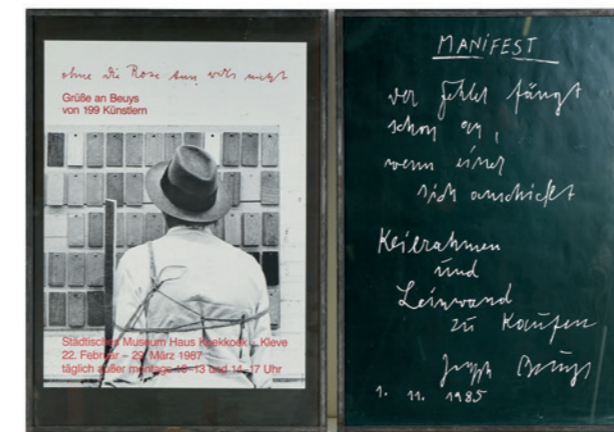 ohne die Rose tun wir's nicht
Grüße an Beuys
von 199 Künstlern
Städtisches Museum Haus Koekkoek – Kleve
22. Februar – 29. März 1987
täglich außer montags 10–13 und 14–17 Uhr
MANIFEST
der Fehler fängt
schon an,
wenn einer
sich anschickt
Keilrahmen
und
Leinwand
zu Kaufen
Joseph Beuys
1. 11. 1985